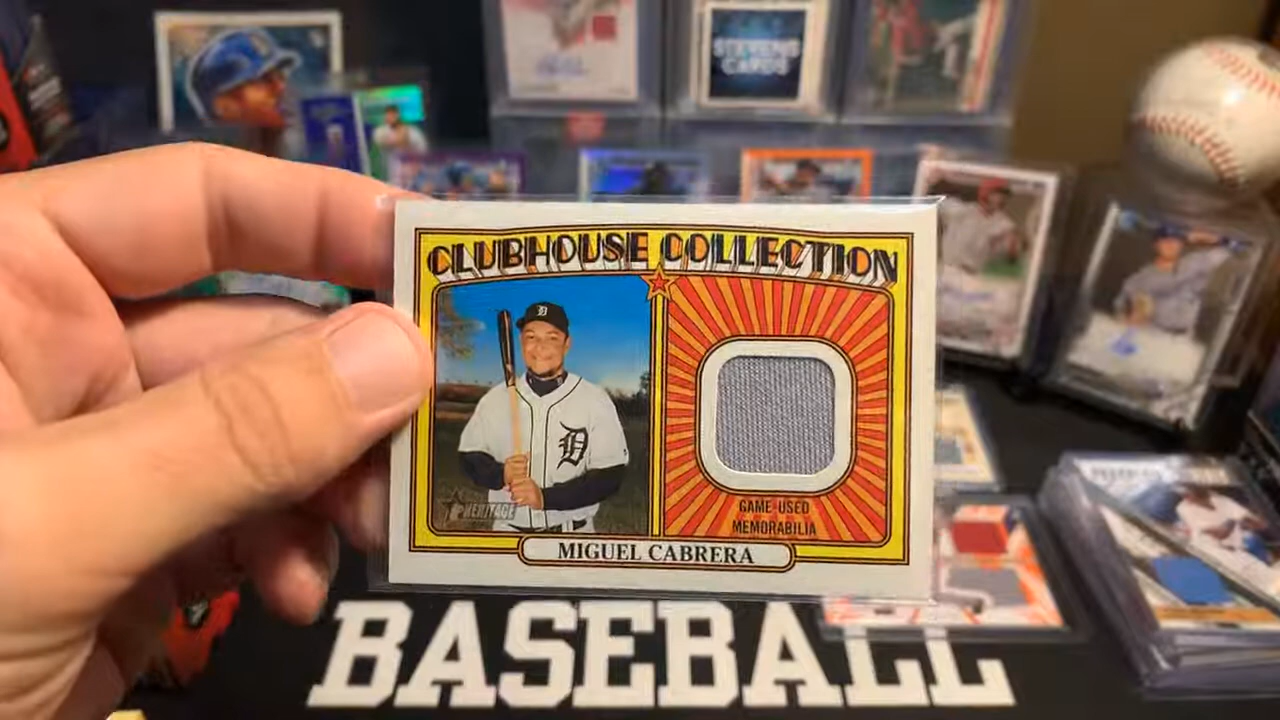 STEVENS
CARDS
CLUBHOUSE COLLECTION
D
D
HERITAGE
GAME-USED
MEMORABILIA
MIGUEL CABRERA
BASEBALL